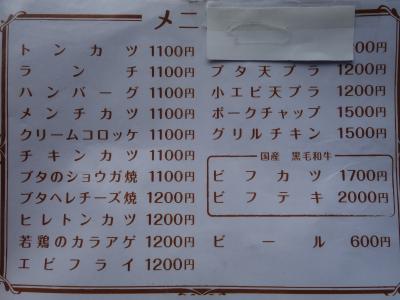 メニ
トンカツ 1100円
ランチ 1100円
ハンバーグ 1100円
メンチカツ 1100円
クリームコロッケ 1100円
チキンカツ 1100円
ブタのショウガ焼 1100円
ブタヘレチーズ焼 1200円
ヒレトンカツ 1200円
若鶏のカラアゲ 1200円
エビフライ 1200円
200円
ブタ天プラ 1200円
小エビ天プラ 1200円
ポークチャップ 1500円
グリルチキン 1500円
国産 黒毛和牛
ビフカツ 1700円
ビフテキ 2000円
ビール 600円